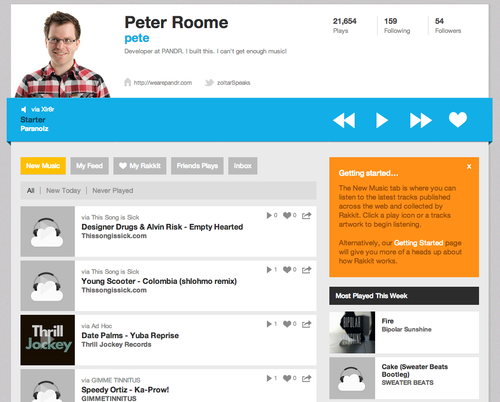 Peter Roome
pete
Developer at PANDR. I built this. I can't get enough music!
21,654
Plays
159
Following
54
Followers
http://wearepandr.com
zoltarSpeaks
via Xlr8r
Starter
Paranoiz
New Music
My Feed
My Rakkit
Friends Plays
Inbox
All
New Today
Never Played
via This Song is Sick
Designer Drugs & Alvin Risk - Empty Hearted
Thissongissick.com
0
0
via This Song is Sick
Young Scooter - Colombia (shlohmo remix)
Thissongissick.com
1
0
Thrill
Jockey
via Ad Hoc
Date Palms - Yuba Reprise
Thrill Jockey Records
1
0
via GIMME TINNITUS
Speedy Ortiz - Ka-Prow!
GIMMETINNITUS
1
0
Getting started...
x
The New Music tab is where you can
listen to the latest tracks published
across the web and collected by
Rakkit. Click a play icon or a tracks
artwork to begin listening.
Alternatively, our Getting Started page
will give you more of a heads up about
how Rakkit works.
Most Played This Week
BIPOLAR
SUNSHINE
Fire
Bipolar Sunshine
Cake (Sweater Beats
Bootleg)
SWEATER BEATS